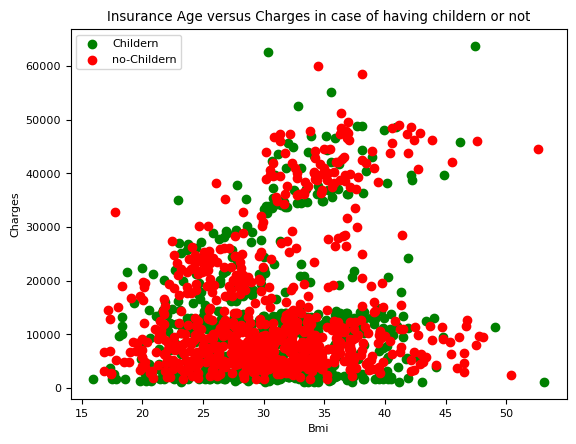 Insurance Age versus Charges in case of having childern or not
Childern
no-Childern
Charges
60000
50000
40000
30000
20000
10000
0
15 20 25 30 35 40 45 50
Bmi